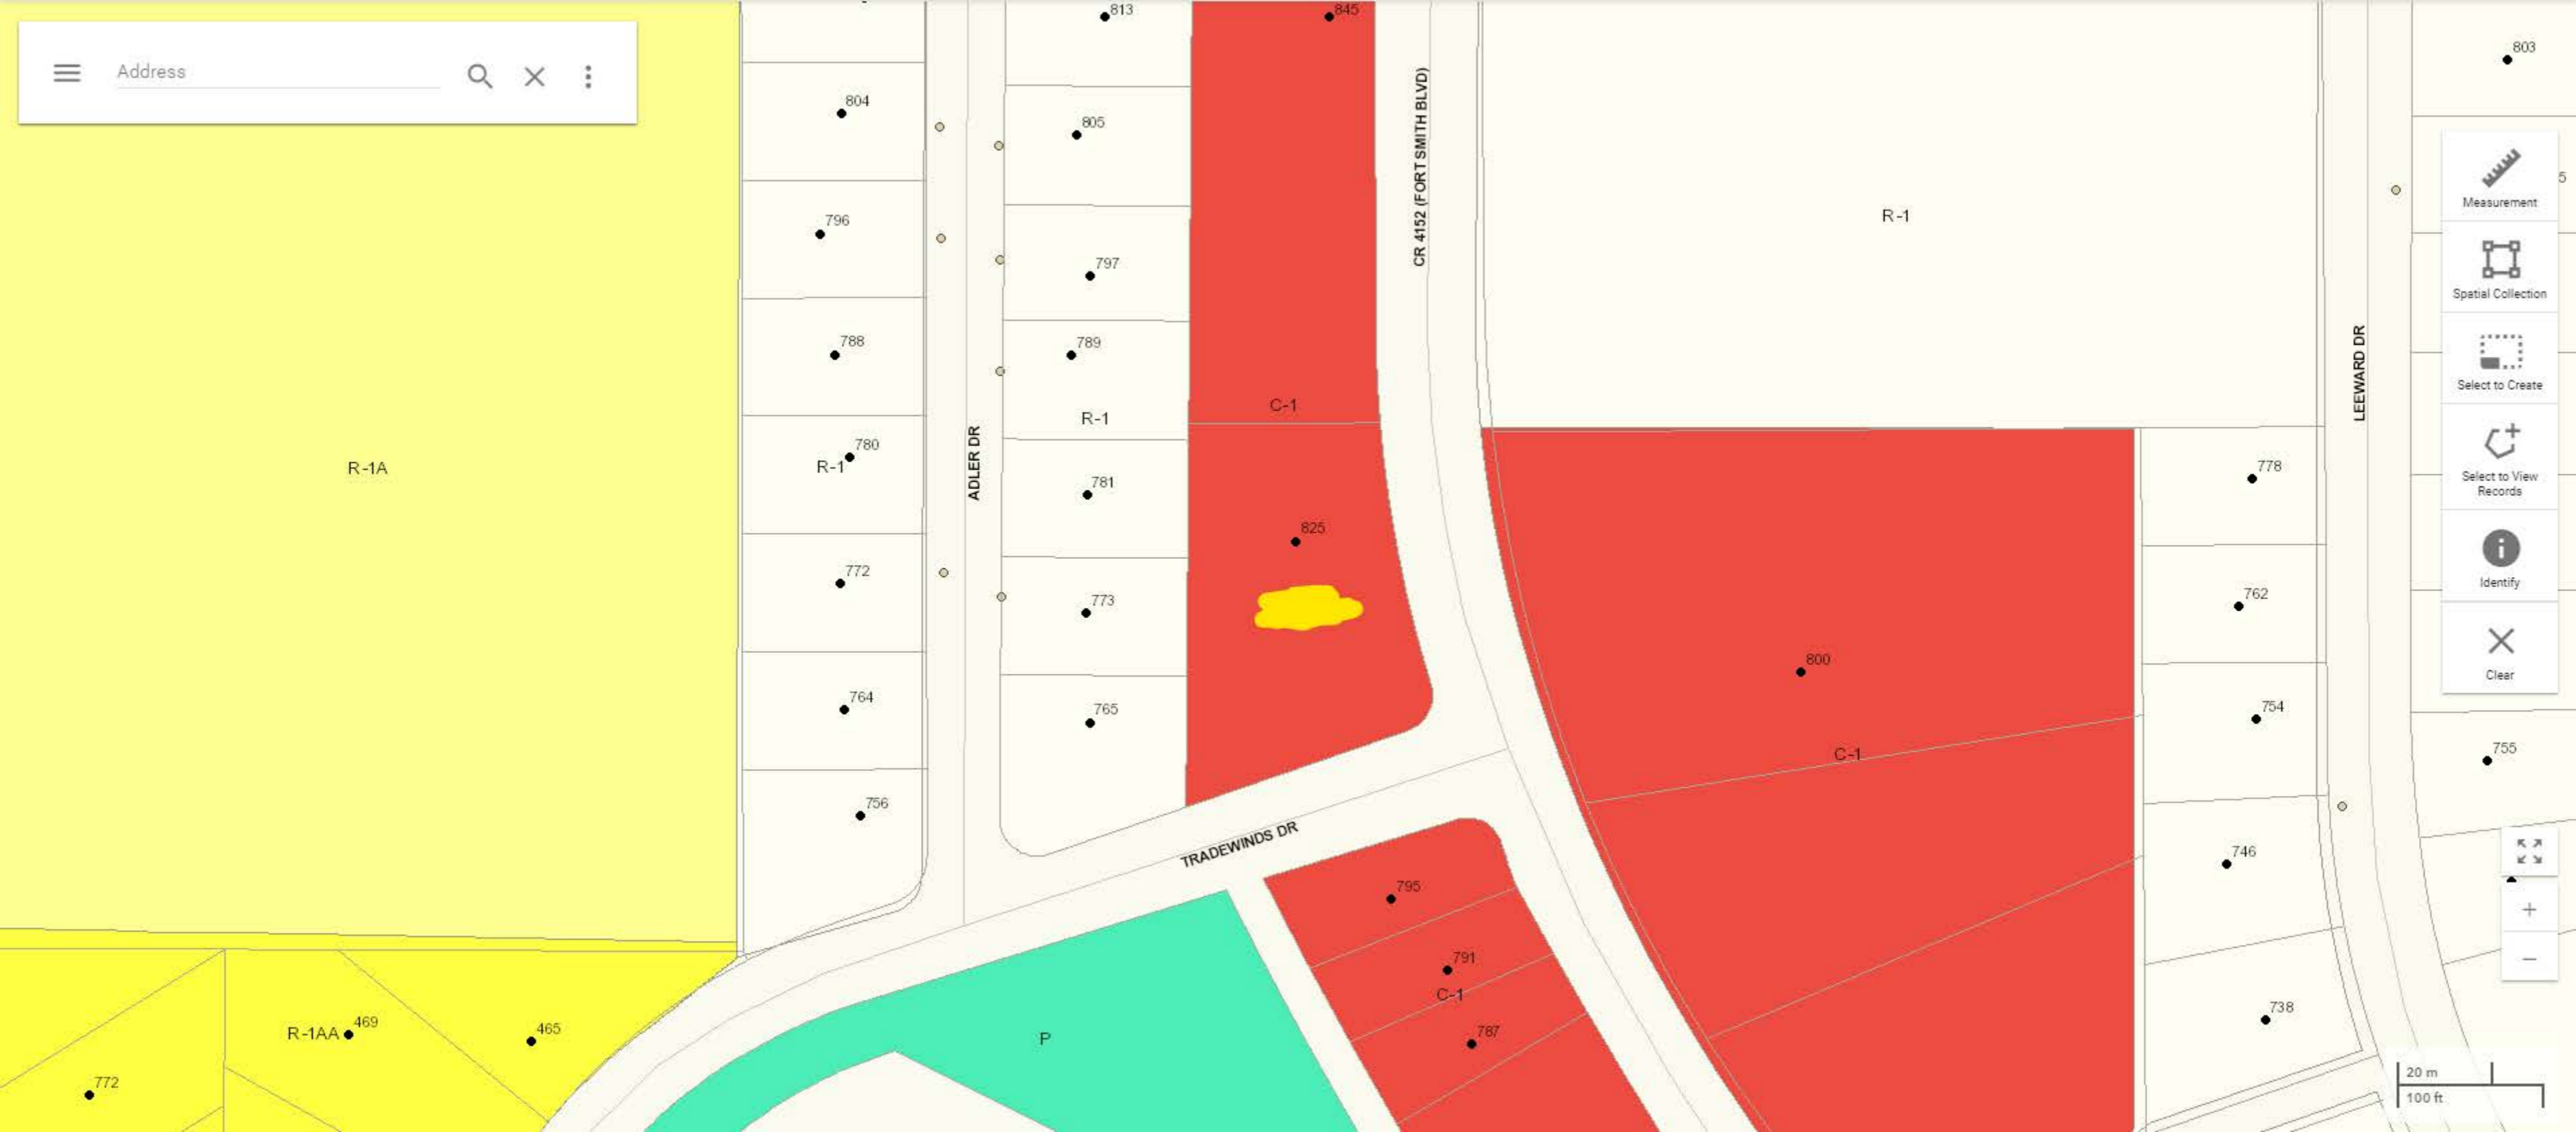 Address
813
845
803
804
805
CR 4152 (FORT SMITH BLVD)
Measurement
5
796
R-1
797
Spatial Collection
788
789
LEEWARD DR
Select to Create
C-1
R-1
780
R-1
ADLER DR
R-1A
781
778
Select to View
Records
825
772
773
762
Identify
800
Clear
764
765
754
C-1
755
756
TRADEWINDS DR
746
795
791
C-1
787
738
R-1AA
469
465
P
772
20 m
100 ft